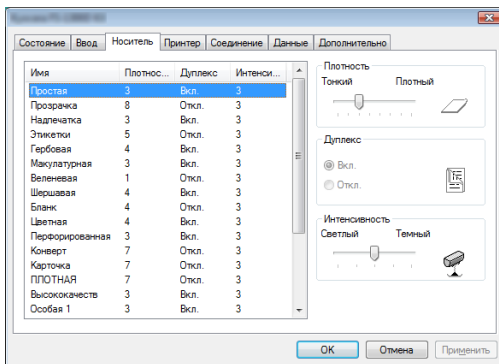 Состояние Ввод Носитель Принтер Соединение Данные Дополнительно
Имя Плотнос... Дуплекс Интенси...
Простая 3 Вкл. 3
Прозрачка 8 Откл. 3
Надпечатка 3 Вкл. 3
Этикетки 5 Откл. 3
Гербовая 4 Вкл. 3
Макулатурная 3 Вкл. 3
Веленевая 1 Откл. 3
Шершавая 4 Вкл. 3
Бланк 4 Откл. 3
Цветная 4 Вкл. 3
Перфорированная 3 Вкл. 3
Конверт 7 Откл. 3
Карточка 7 Откл. 3
ПЛОТНАЯ 7 Откл. 3
Высококачеств 3 Вкл. 3
Особая 1 3 Вкл. 3
Плотность
Тонкий Плотный
Дуплекс
Вкл.
Откл.
Интенсивность
Светлый Темный
OK Отмена Применить